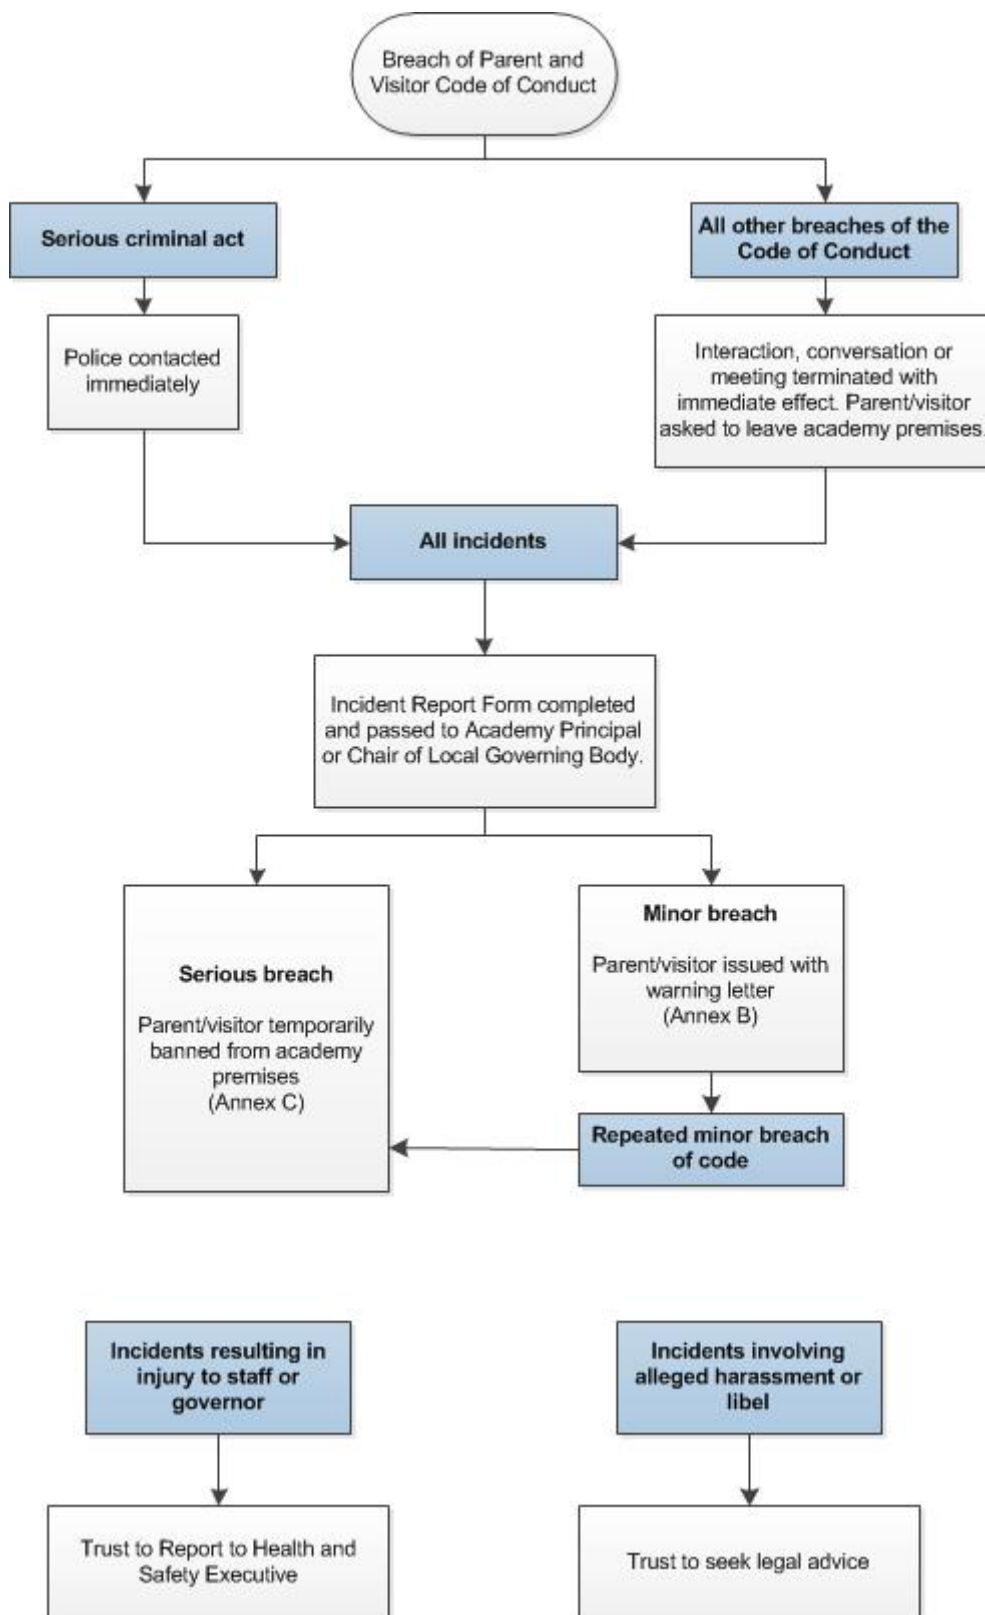 Breach of Parent and
Visitor Code of Conduct
Serious criminal act
All other breaches of the
Code of Conduct
Police contacted
immediately
Interaction, conversation or
meeting terminated with
immediate effect. Parent/visitor
asked to leave academy premises.
All incidents
Incident Report Form completed
and passed to Academy Principal
or Chair of Local Governing Body.
Serious breach
Parent/visitor temporarily
banned from academy
premises
(Annex C)
Minor breach
Parent/visitor issued with
warning letter
(Annex B)
Repeated minor breach
of code
Incidents resulting in
injury to staff or
governor
Incidents involving
alleged harassment or
libel
Trust to Report to Health and
Safety Executive
Trust to seek legal advice